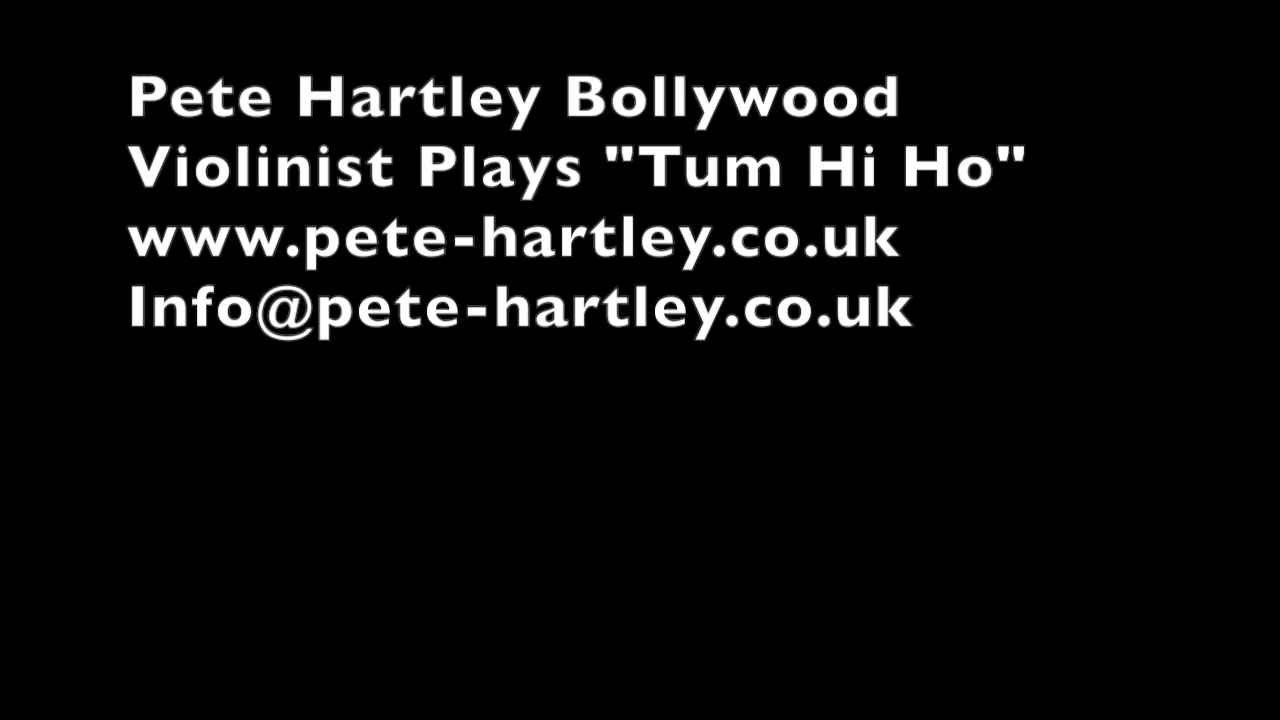 Pete Hartley Bollywood
Violinist Plays "Tum Hi Ho"
www.pete-hartley.co.uk
Info@pete-hartley.co.uk